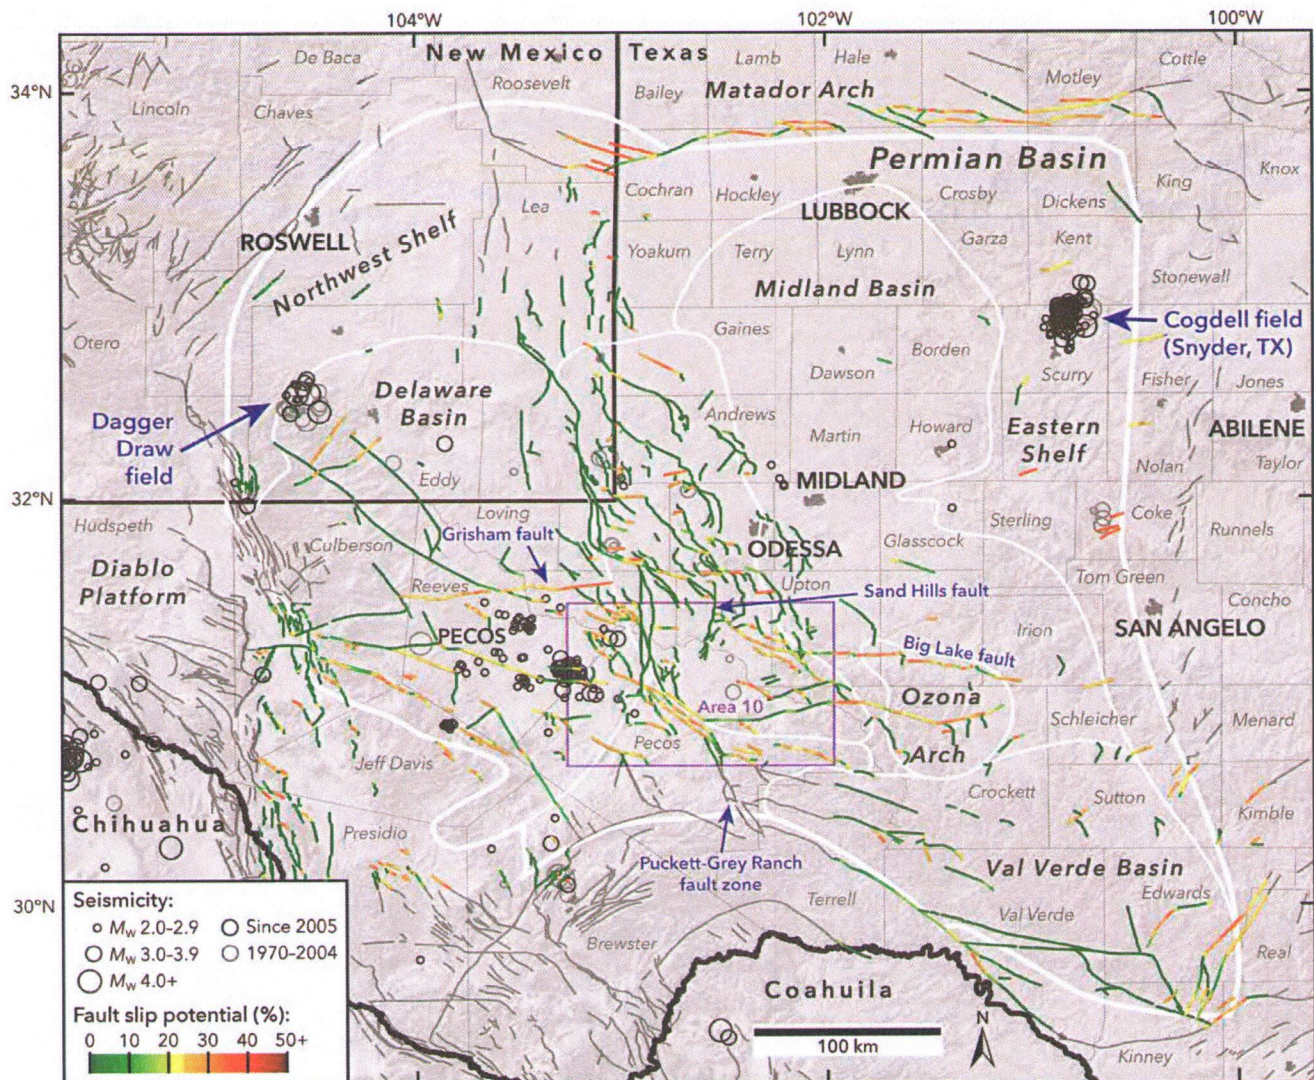 104°W
102°W
100°W
34°N
32°N
30°N
New Mexico
Texas
De Baca
Roosevelt
Lamb
Hale
Motley
Cottle
Lincoln
Chaves
Bailey
Matador Arch
Permian Basin
Knox
King
Cochran
Hockley
LUBBOCK
Crosby
Dickens
Lea
ROSWELL
Northwest Shelf
Yoakum
Terry
Lynn
Garza
Kent
Stonewall
Midland Basin
Otero
Gaines
Cogdell field
(Snyder, TX)
Dawson
Borden
Scurry
Fisher
Jones
Delaware
Basin
Dagger
Draw
field
Andrews
Martin
Howard
Eastern
Shelf
ABILENE
Nolan
Taylor
Eddy
MIDLAND
Hudspeth
Loving
Grisham fault
Culberson
ODESSA
Glasscock
Sterling
Coke
Runnels
Diablo
Platform
Reeves
Upton
Sand Hills fault
Tom Green
Concho
PECOS
Irion
SAN ANGELO
Big Lake fault
Area 10
Ozona
Arch
Schleicher
Menard
Pecos
Jeff Davis
Crockett
Sutton
Kimble
Chihuahua
Presidio
Puckett-Grey Ranch
fault zone
Val Verde Basin
Terrell
Val Verde
Edwards
Real
Brewster
Coahuila
Kinney
N
100 km
Seismicity:
Mw 2.0-2.9
Since 2005
Mw 3.0-3.9
1970-2004
Mw 4.0+
Fault slip potential (%):
0 10 20 30 40 50+